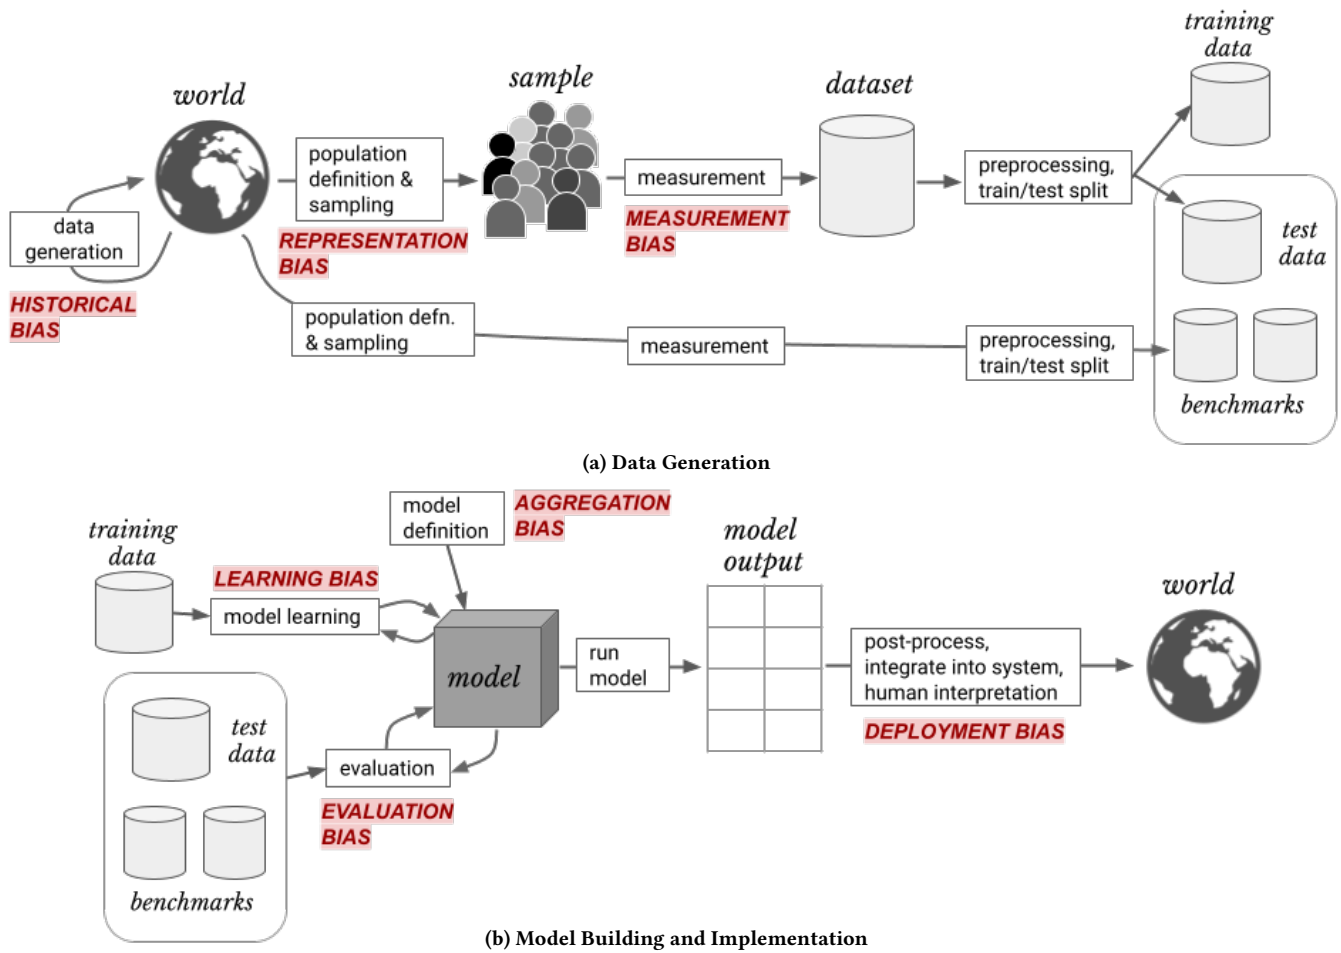 training
data
sample
world
dataset
population
definition &
sampling
measurement
preprocessing,
train/test split
data
generation
REPRESENTATION
BIAS
MEASUREMENT
BIAS
test
data
HISTORICAL
BIAS
population defn.
& sampling
measurement
preprocessing,
train/test split
benchmarks
(a) Data Generation
model
definition
AGGREGATION
BIAS
training
data
model
output
LEARNING BIAS
model learning
world
model
run
model
post-process,
integrate into system,
human interpretation
DEPLOYMENT BIAS
test
data
evaluation
EVALUATION
BIAS
benchmarks
(b) Model Building and Implementation